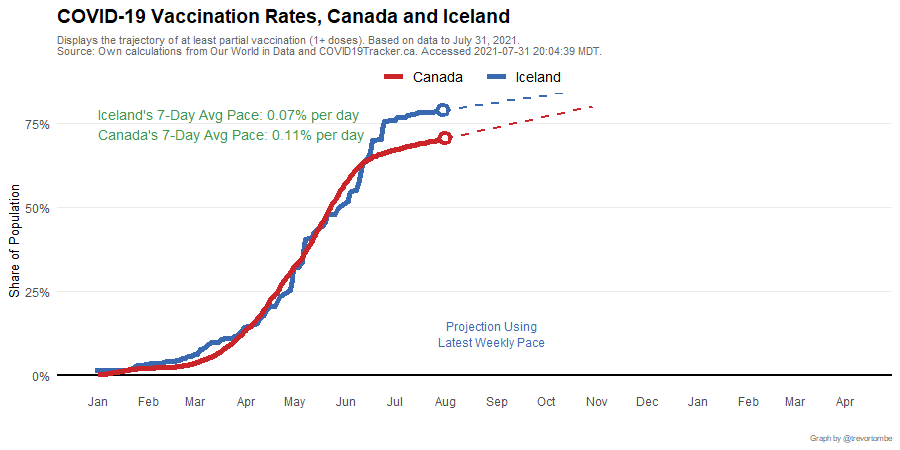 COVID-19 Vaccination Rates, Canada and Iceland
Displays the trajectory of at least partial vaccination (1+ doses). Based on data to July 31, 2021.
Source: Own calculations from Our World in Data and COVID19Tracker.ca. Accessed 2021-07-31 20:04:39 MDT.
Canada Iceland
Iceland's 7-Day Avg Pace: 0.07% per day
Canada's 7-Day Avg Pace: 0.11% per day
75%
50%
25%
0%
Share of Population
Projection Using
Latest Weekly Pace
Jan Feb Mar Apr May Jun Jul Aug Sep Oct Nov Dec Jan Feb Mar Apr
Graph by @trevortombe